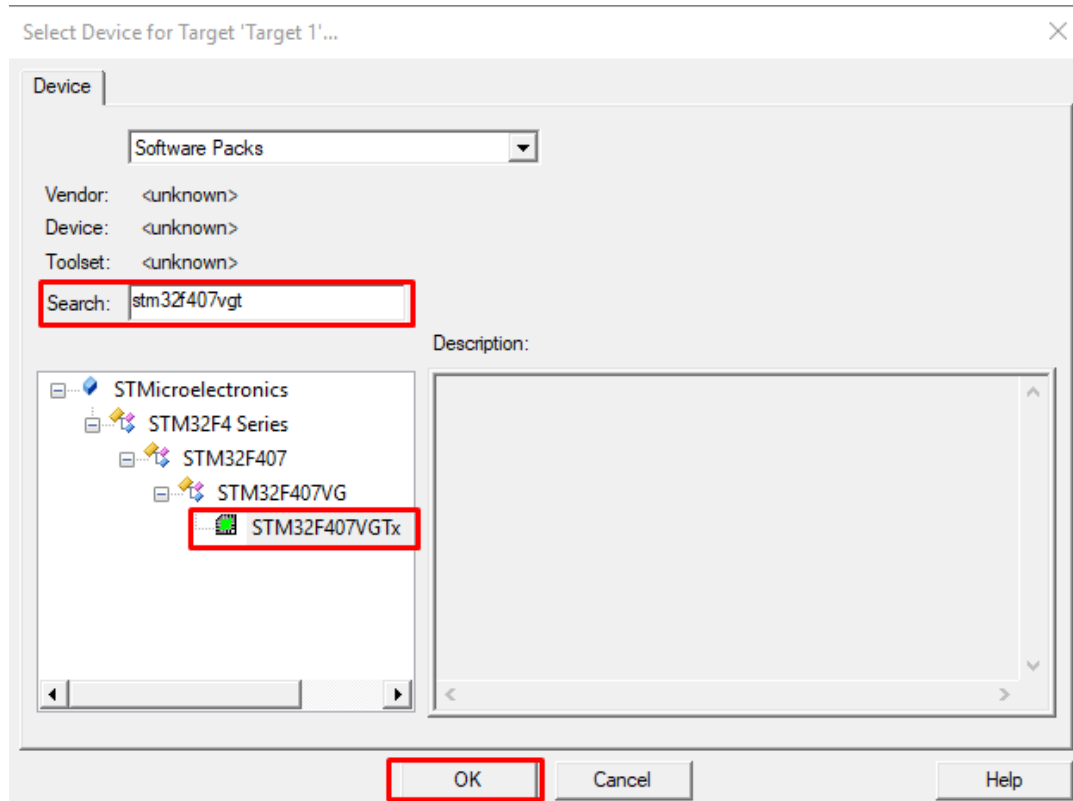 Select Device for Target 'Target 1'...
Device
Software Packs
Vendor: <unknown>
Device: <unknown>
Toolset: <unknown>
Search: stm32f407vgt
Description:
STMicroelectronics
STM32F4 Series
STM32F407
STM32F407VG
STM32F407VGTx
OK Cancel Help